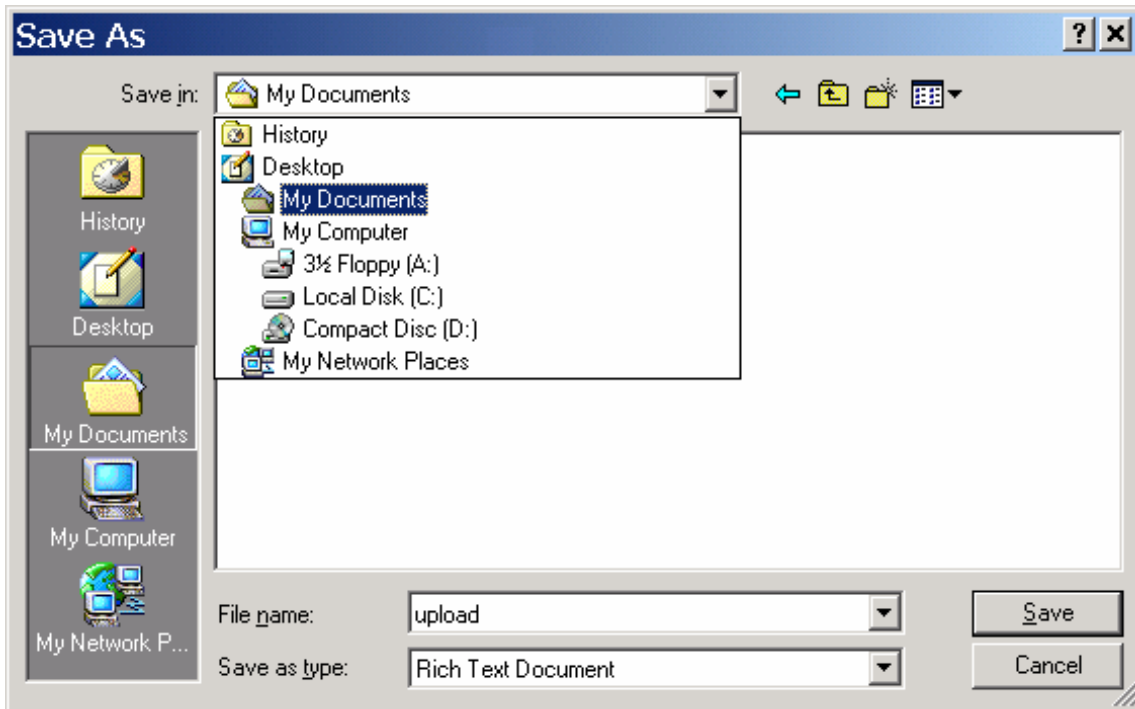 Save As
Save in: My Documents
History
Desktop
My Documents
My Computer
3½ Floppy (A:)
Local Disk (C:)
Compact Disc (D:)
My Network Places
History
Desktop
My Documents
My Computer
My Network P...
File name: upload
Save
Save as type: Rich Text Document
Cancel